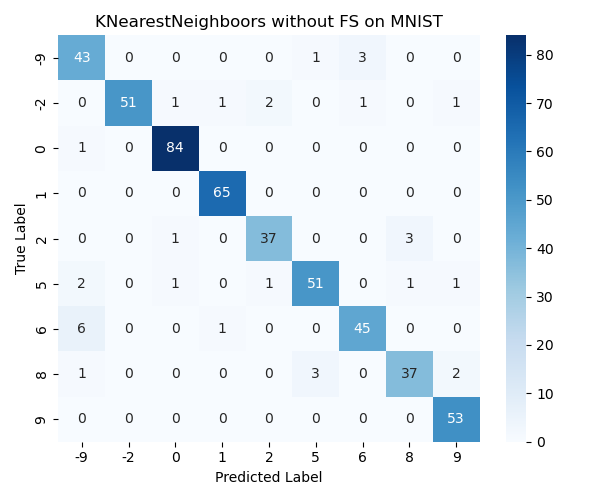 KNearestNeighboors without FS on MNIST
-9 43 0 0 0 0 1 3 0 0
-2 0 51 1 1 2 0 1 0 1
0 1 0 84 0 0 0 0 0 0
1 0 0 0 65 0 0 0 0 0
2 0 0 1 0 37 0 0 3 0
5 2 0 1 0 1 51 0 1 1
6 6 0 0 1 0 0 45 0 0
8 1 0 0 0 0 3 0 37 2
9 0 0 0 0 0 0 0 0 53
-9 -2 0 1 2 5 6 8 9
True Label
Predicted Label
80
70
60
50
40
30
20
10
0